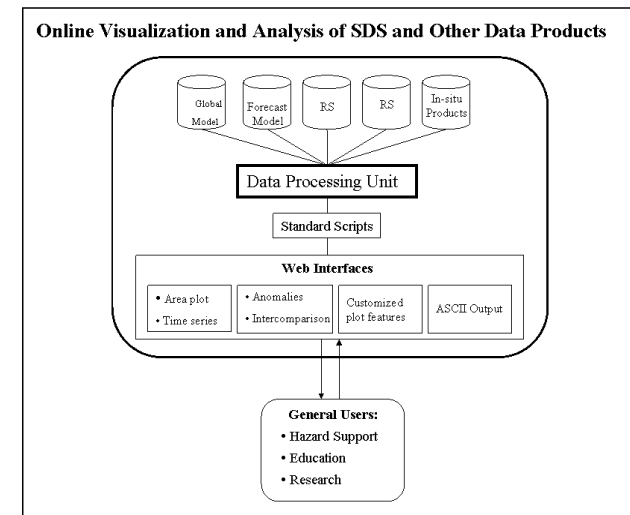 Online Visualization and Analysis of SDS and Other Data Products
Global
Model
Forecast
Model
RS
RS
In-situ
Products
Data Processing Unit
Standard Scripts
Web Interfaces
• Area plot
• Time series
• Anomalies
• Intercomparison
Customized
plot features
ASCII Output
General Users:
• Hazard Support
• Education
• Research